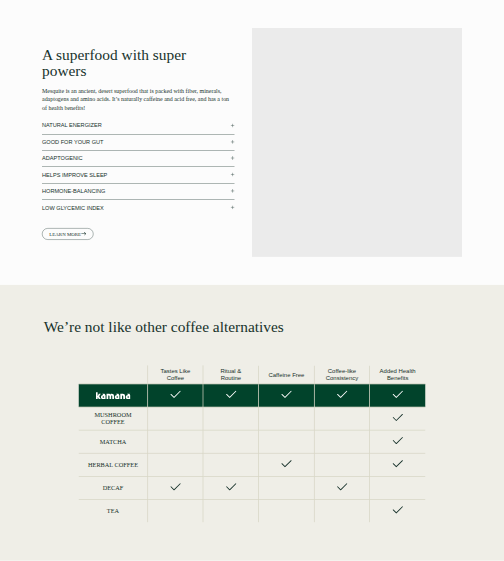 A superfood with super
powers
Mesquite is an ancient, desert superfood that is packed with fiber, minerals,
adaptogens and amino acids. It's naturally caffeine and acid free, and has a ton
of health benefits!
NATURAL ENERGIZER +
GOOD FOR YOUR GUT +
ADAPTOGENIC +
HELPS IMPROVE SLEEP +
HORMONE-BALANCING +
LOW GLYCEMIC INDEX +
LEARN MORE→
We're not like other coffee alternatives
Tastes Like
Coffee
Ritual &
Routine
Caffeine Free
Coffee-like
Consistency
Added Health
Benefits
kamana
MUSHROOM
COFFEE
MATCHA
HERBAL COFFEE
DECAF
TEA